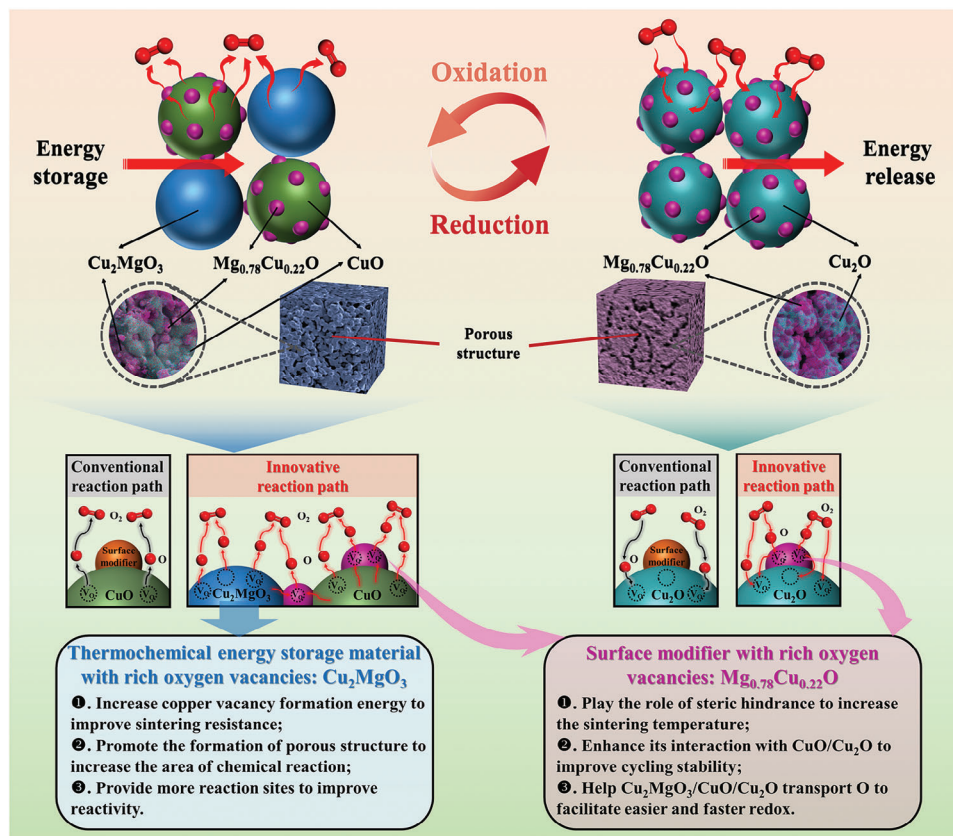 Oxidation
Reduction
Energy
storage
Energy
release
Cu₂MgO₃
Mg₀.₇₈Cu₀.₂₂O
CuO
Mg₀.₇₈Cu₀.₂₂O
Cu₂O
Porous
structure
Conventional
reaction path
O₂
Surface
modifier
O
V₀
V₀
CuO
Innovative
reaction path
O₂
O
Cu₂MgO₃
CuO
Conventional
reaction path
O₂
O
Surface
modifier
Cu₂O
Innovative
reaction path
O
O₂
Cu₂O
Thermochemical energy storage material
with rich oxygen vacancies: Cu₂MgO₃
❶. Increase copper vacancy formation energy to
improve sintering resistance;
❷. Promote the formation of porous structure to
increase the area of chemical reaction;
❸. Provide more reaction sites to improve
reactivity.
Surface modifier with rich oxygen
vacancies: Mg₀.₇₈Cu₀.₂₂O
❶. Play the role of steric hindrance to increase
the sintering temperature;
❷. Enhance its interaction with CuO/Cu₂O to
improve cycling stability;
❸. Help Cu₂MgO₃/CuO/Cu₂O transport O to
facilitate easier and faster redox.